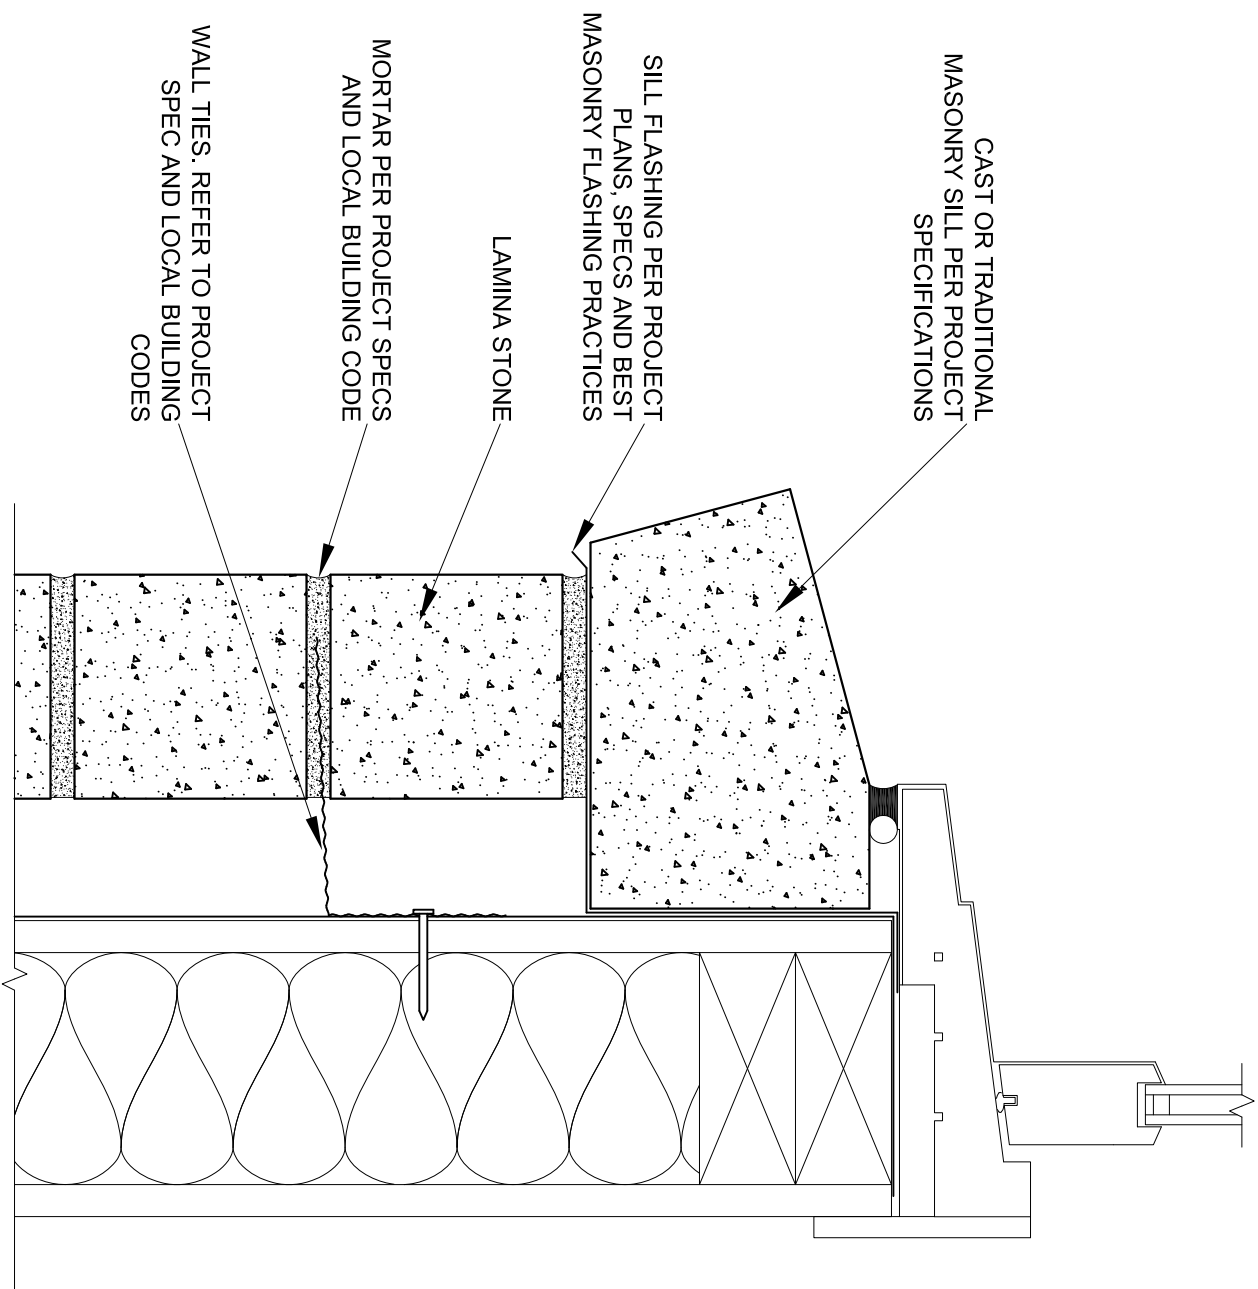 CAST OR TRADITIONAL
MASONRY SILL PER PROJECT
SPECIFICATIONS
SILL FLASHING PER PROJECT
PLANS, SPECS AND BEST
MASONRY FLASHING PRACTICES
LAMINA STONE
MORTAR PER PROJECT SPECS
AND LOCAL BUILDING CODE
WALL TIES. REFER TO PROJECT
SPEC AND LOCAL BUILDING
CODES